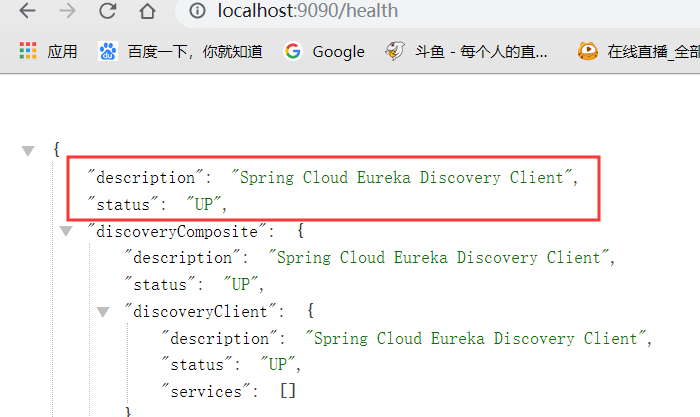 localhost:9090/health
应用 百度一下，你就知道 Google 斗鱼 - 每个人的直... 在线直播_全部
{
"description": "Spring Cloud Eureka Discovery Client",
"status": "UP",
"discoveryComposite": {
"description": "Spring Cloud Eureka Discovery Client",
"status": "UP",
"discoveryClient": {
"description": "Spring Cloud Eureka Discovery Client",
"status": "UP",
"services": []
}